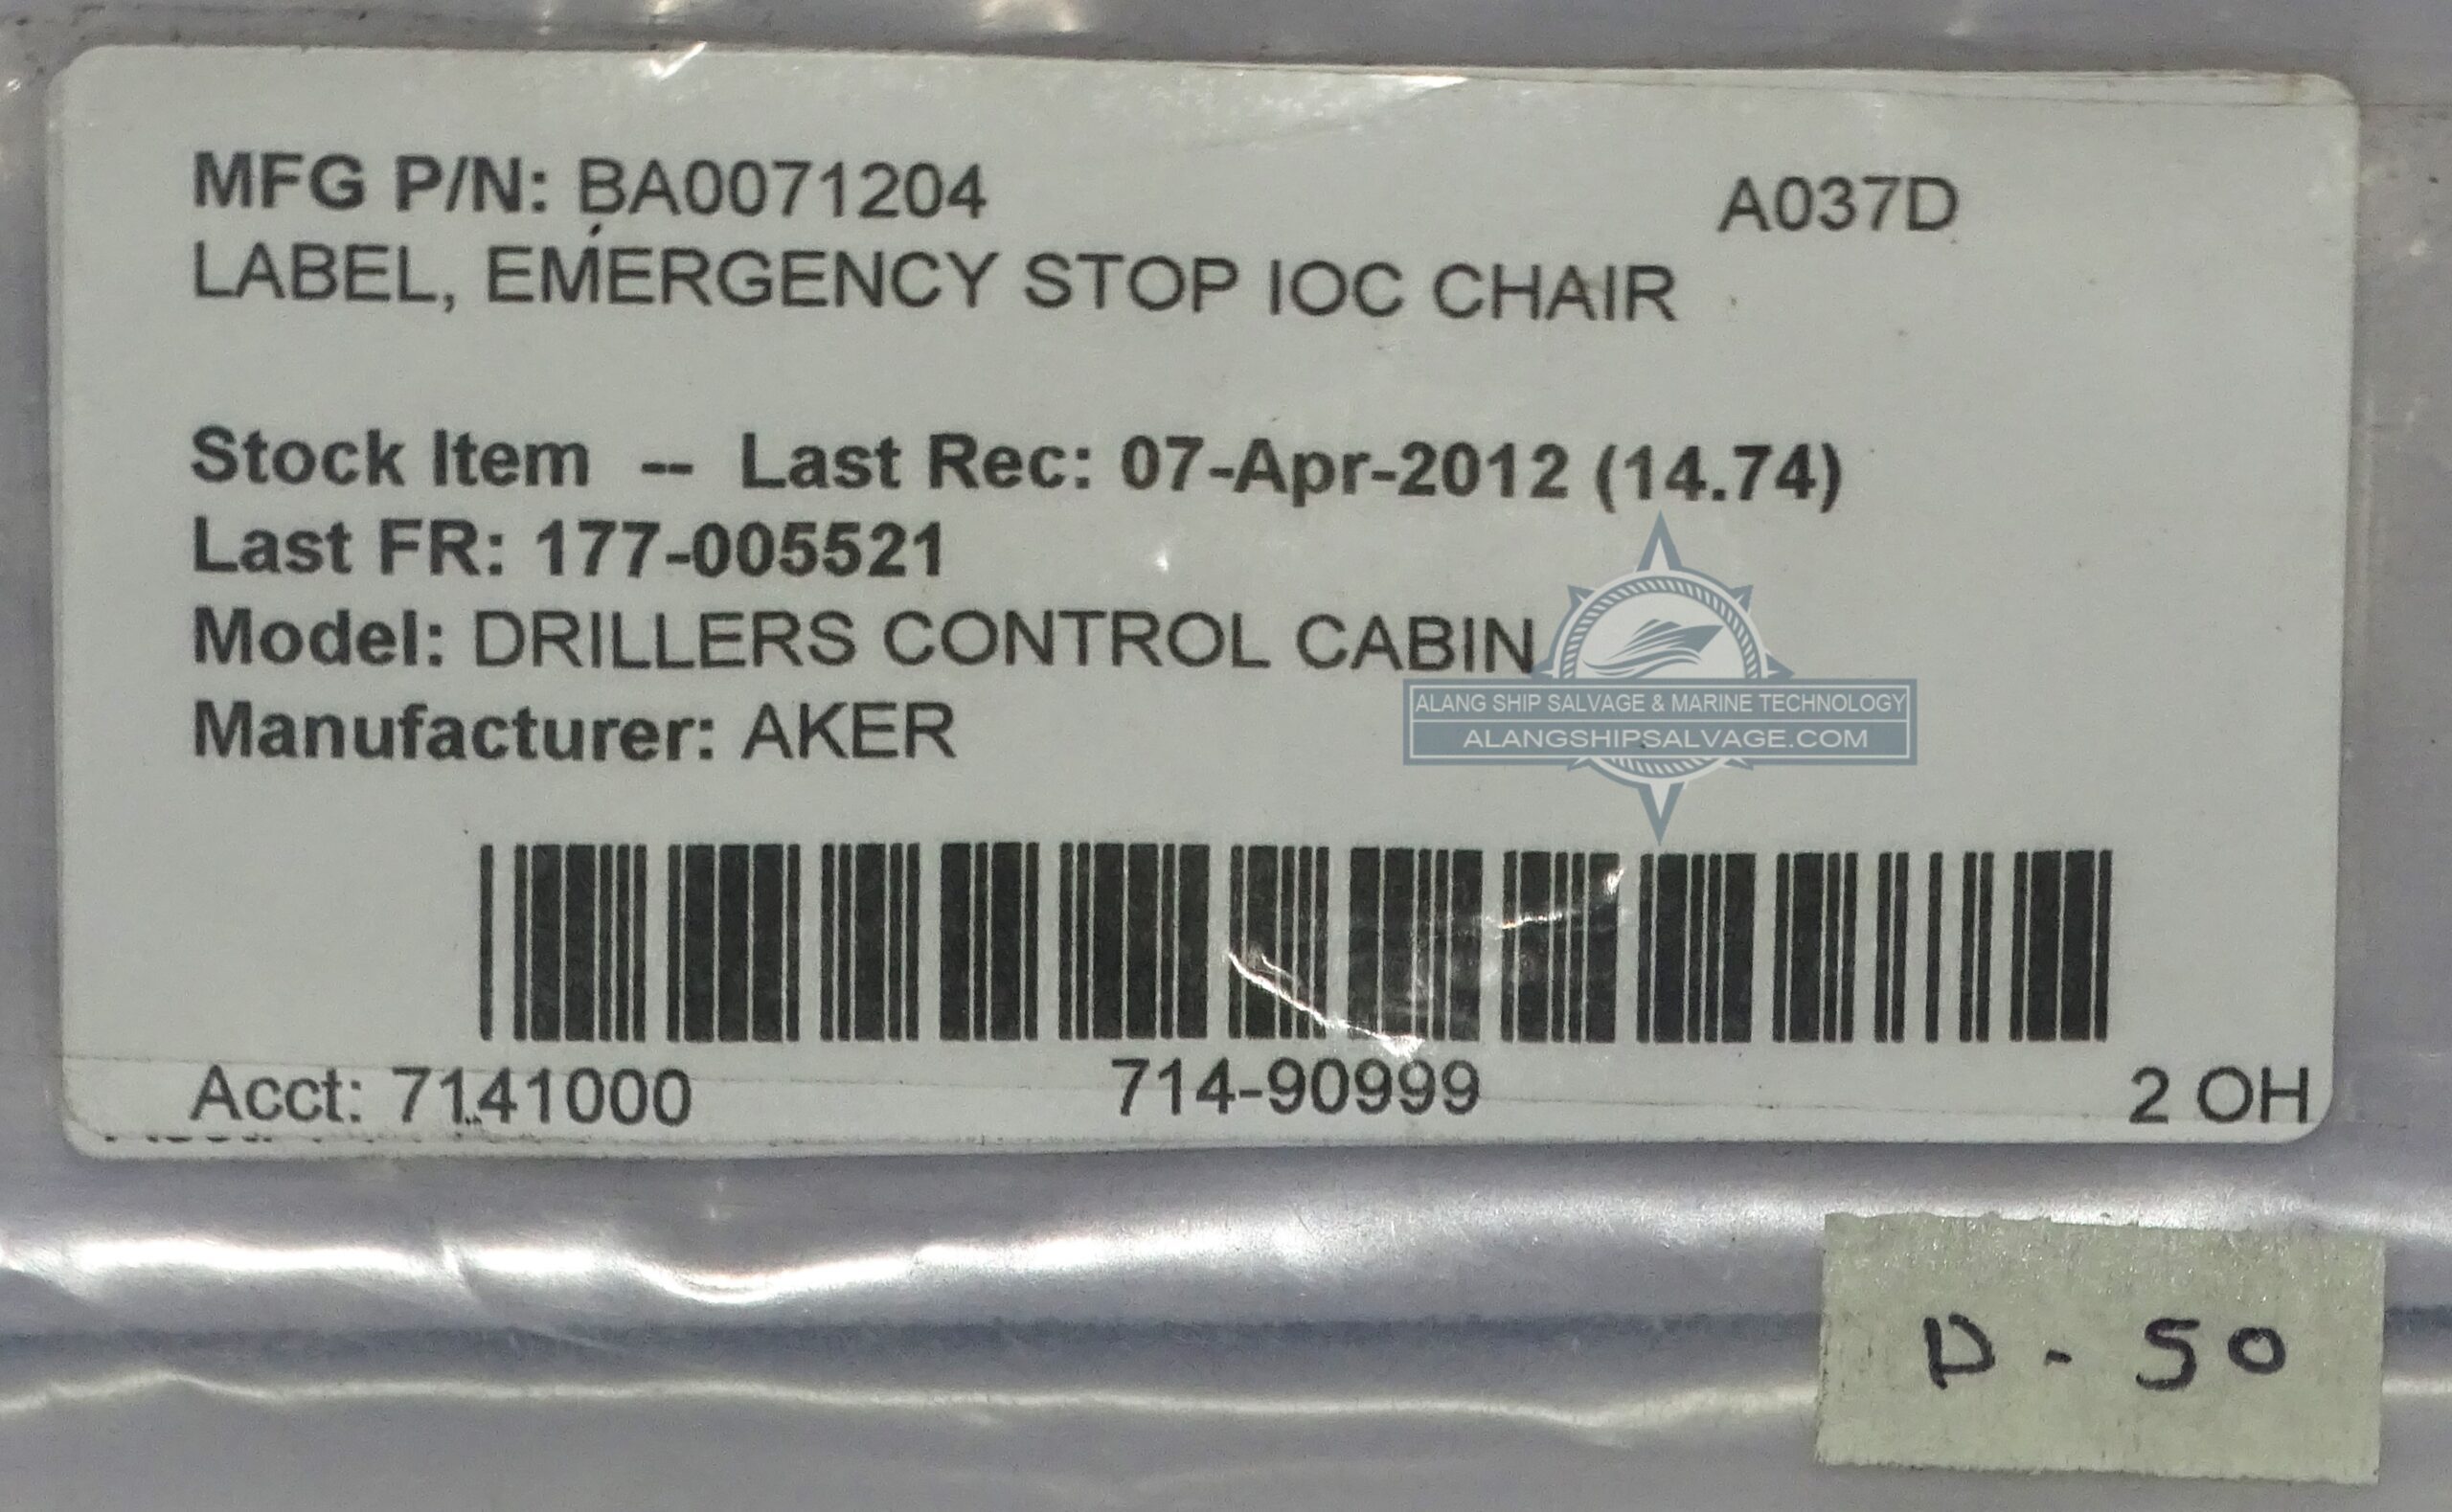 MFG P/N: BA0071204 A037D
LABEL, EMERGENCY STOP IOC CHAIR
Stock Item -- Last Rec: 07-Apr-2012 (14.74)
Last FR: 177-005521
Model: DRILLERS CONTROL CABIN
Manufacturer: AKER
ALANG SHIP SALVAGE & MARINE TECHNOLOGY
ALANGSHIPSALVAGE.COM
Acct: 7141000 714-90999 2 OH
D - 50